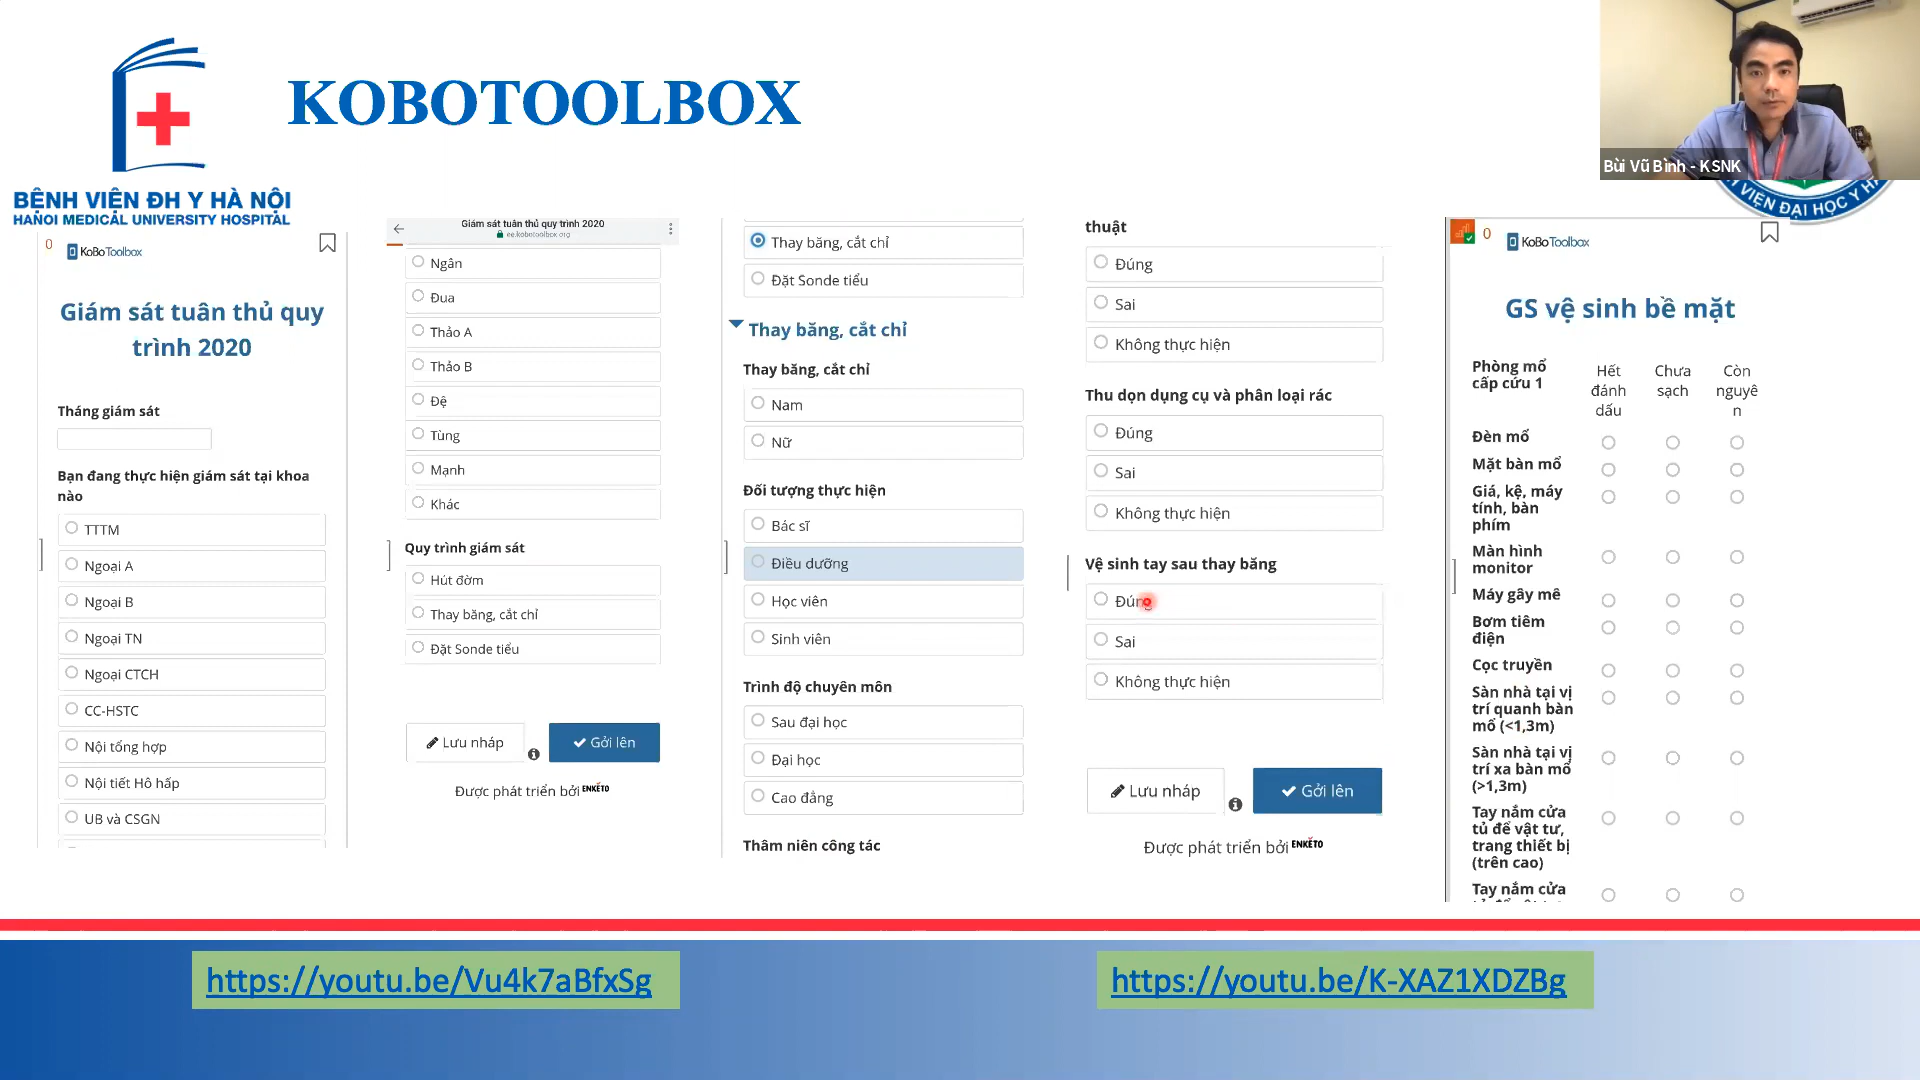 KOBOTOOLBOX
BỆNH VIỆN ĐH Y HÀ NỘI
HANOI MEDICAL UNIVERSITY HOSPITAL
Bùi Vũ Bình - KSNK
VIỆN ĐẠI HỌC Y
0
KoBoToolbox
Giám sát tuân thủ quy
trình 2020
Tháng giám sát
Bạn đang thực hiện giám sát tại khoa
nào
TTTM
Ngoại A
Ngoại B
Ngoại TN
Ngoại CTCH
CC-HSTC
Nội tổng hợp
Nội tiết Hô hấp
UB và CSGN
Giám sát tuân thủ quy trình 2020
ee.kobotoolbox.org
Ngân
Đua
Thảo A
Thảo B
Đệ
Tùng
Mạnh
Khác
Quy trình giám sát
Hút đờm
Thay băng, cắt chỉ
Đặt Sonde tiểu
Lưu nháp
Gởi lên
Được phát triển bởi ENKETO
Thay băng, cắt chỉ
Đặt Sonde tiểu
Thay băng, cắt chỉ
Thay băng, cắt chỉ
Nam
Nữ
Đối tượng thực hiện
Bác sĩ
Điều dưỡng
Học viên
Sinh viên
Trình độ chuyên môn
Sau đại học
Đại học
Cao đẳng
Thâm niên công tác
thuật
Đúng
Sai
Không thực hiện
Thu dọn dụng cụ và phân loại rác
Đúng
Sai
Không thực hiện
Vệ sinh tay sau thay băng
Đúng
Sai
Không thực hiện
Lưu nháp
Gởi lên
Được phát triển bởi ENKETO
0
KoBoToolbox
GS vệ sinh bề mặt
Phòng mổ
cấp cứu 1
Hết
đánh
dấu
Chưa
sạch
Còn
nguyê
n
Đèn mổ
Mặt bàn mổ
Giá, kệ, máy
tính, bàn
phím
Màn hình
monitor
Máy gây mê
Bơm tiêm
điện
Cọc truyền
Sàn nhà tại vị
trí quanh bàn
mổ (<1,3m)
Sàn nhà tại vị
trí xa bàn mổ
(>1,3m)
Tay nắm cửa
tủ để vật tư,
trang thiết bị
(trên cao)
Tay nắm cửa
https://youtu.be/Vu4k7aBfxSg
https://youtu.be/K-XAZ1XDZBg